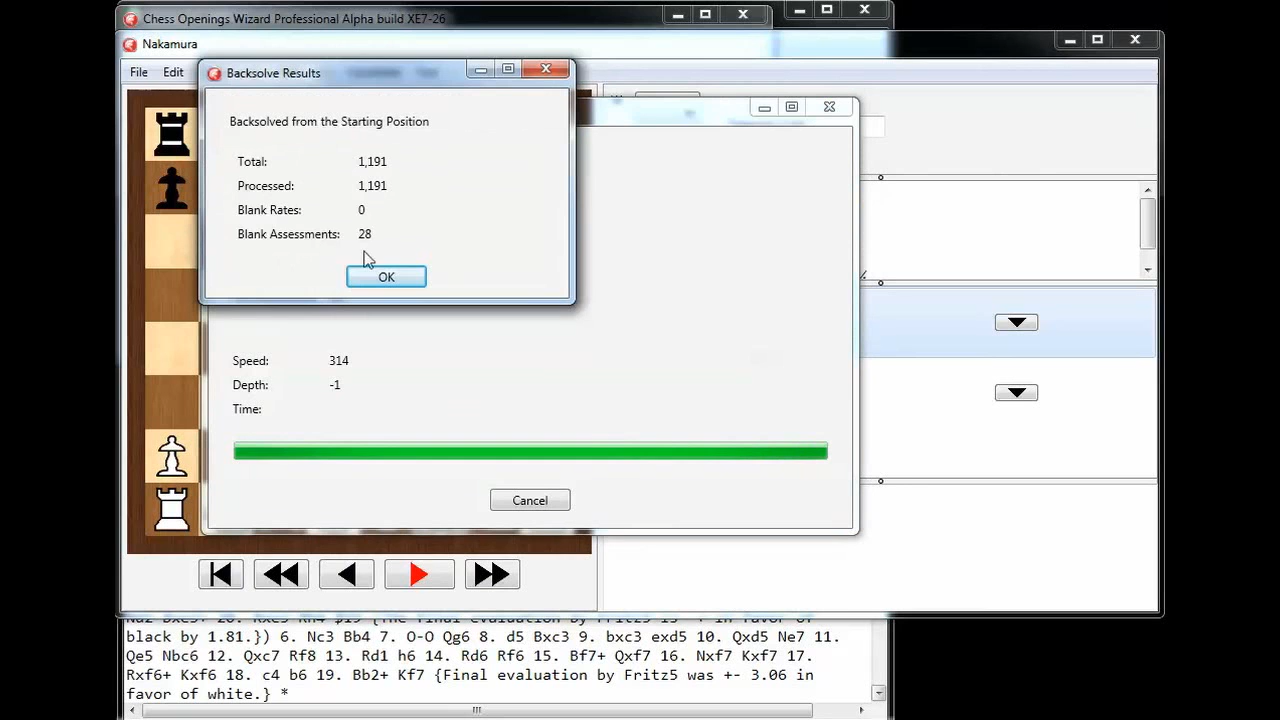 Chess Openings Wizard Professional Alpha build XE7-26
Nakamura
File Edit
Backsolve Results
Backsolved from the Starting Position
Total: 1,191
Processed: 1,191
Blank Rates: 0
Blank Assessments: 28
OK
Speed: 314
Depth: -1
Time:
Cancel
black by 1.81.}) 6. Nc3 Bb4 7. O-O Qg6 8. d5 Bxc3 9. bxc3 exd5 10. Qxd5 Ne7 11.
Qe5 Nbc6 12. Qxc7 Rf8 13. Rd1 h6 14. Rd6 Rf6 15. Bf7+ Qxf7 16. Nxf7 Kxf7 17.
Rxf6+ Kxf6 18. c4 b6 19. Bb2+ Kf7 {Final evaluation by Fritz5 was +- 3.06 in
favor of white.} *